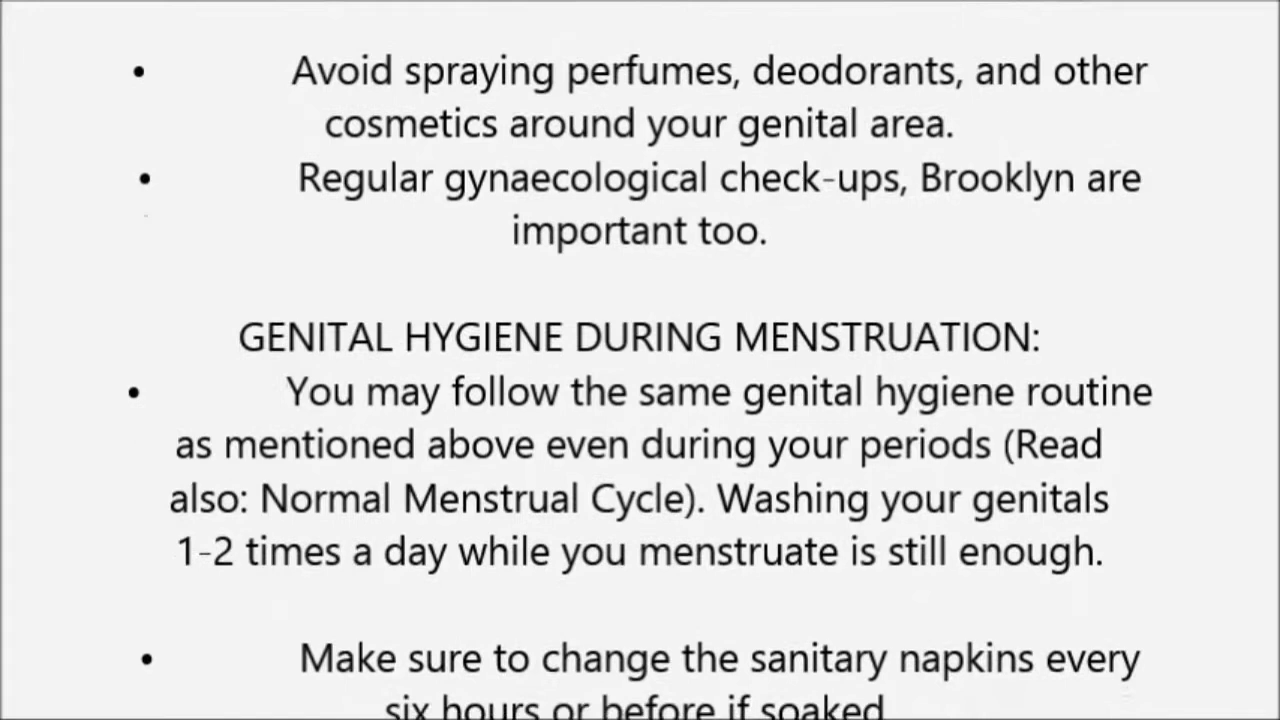 • Avoid spraying perfumes, deodorants, and other
cosmetics around your genital area.
• Regular gynaecological check-ups, Brooklyn are
important too.
GENITAL HYGIENE DURING MENSTRUATION:
• You may follow the same genital hygiene routine
as mentioned above even during your periods (Read
also: Normal Menstrual Cycle). Washing your genitals
1-2 times a day while you menstruate is still enough.
• Make sure to change the sanitary napkins every
six hours or before if soaked